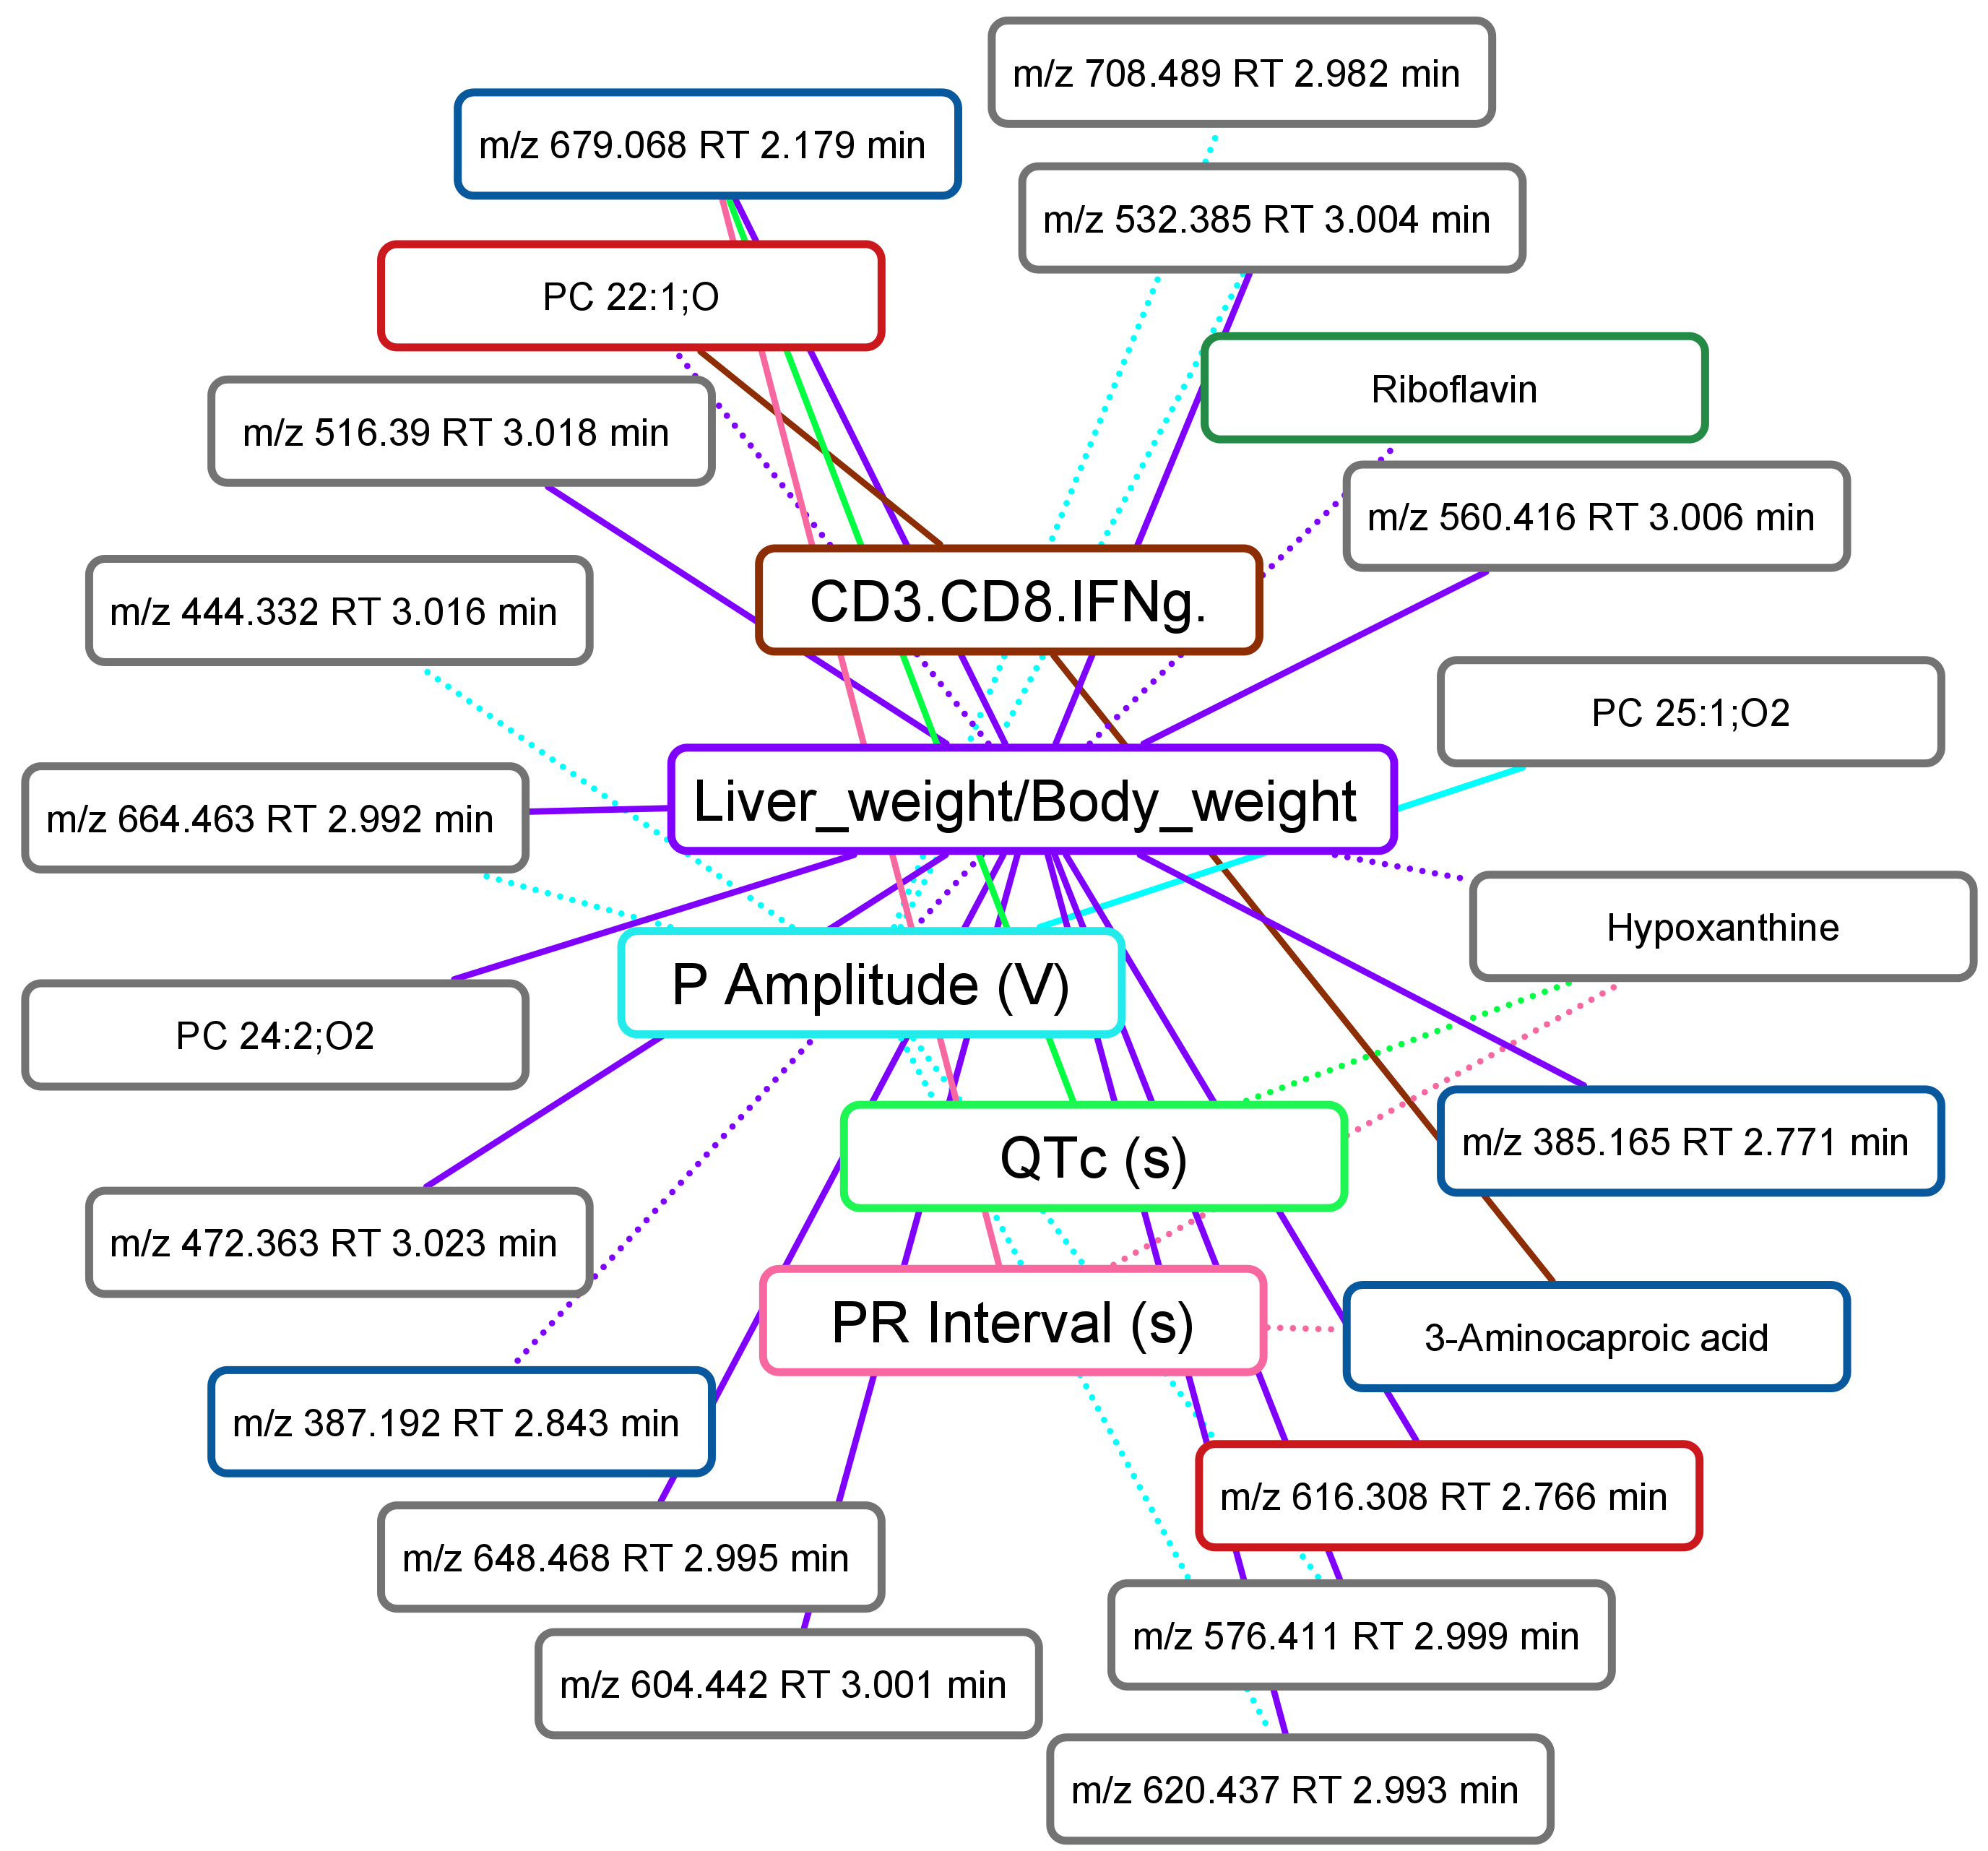 m/z 708.489 RT 2.982 min
m/z 679.068 RT 2.179 min
m/z 532.385 RT 3.004 min
PC 22:1;O
Riboflavin
m/z 516.39 RT 3.018 min
m/z 560.416 RT 3.006 min
CD3.CD8.IFNg.
m/z 444.332 RT 3.016 min
PC 25:1;O2
Liver_weight/Body_weight
m/z 664.463 RT 2.992 min
Hypoxanthine
P Amplitude (V)
PC 24:2;O2
m/z 385.165 RT 2.771 min
QTc (s)
m/z 472.363 RT 3.023 min
PR Interval (s)
3-Aminocaproic acid
m/z 387.192 RT 2.843 min
m/z 616.308 RT 2.766 min
m/z 648.468 RT 2.995 min
m/z 576.411 RT 2.999 min
m/z 604.442 RT 3.001 min
m/z 620.437 RT 2.993 min